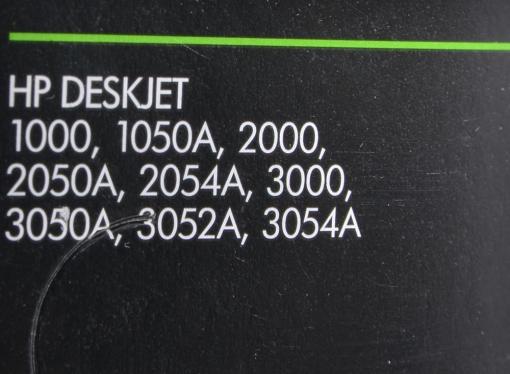 HP DESKJET
1000, 1050A, 2000,
2050A, 2054A, 3000,
3050A, 3052A, 3054A